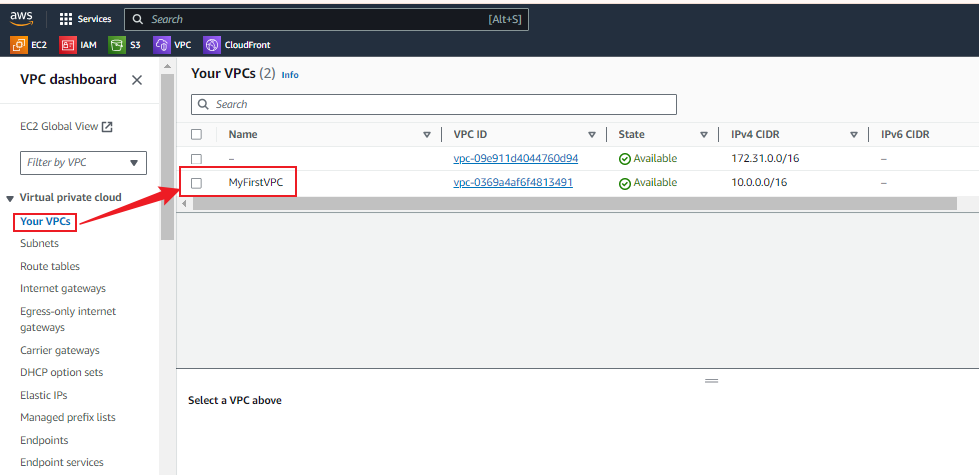 aws
Services
Search
[Alt+S]
EC2
IAM
S3
VPC
CloudFront
VPC dashboard
EC2 Global View
Filter by VPC
Virtual private cloud
Your VPCs
Subnets
Route tables
Internet gateways
Egress-only internet
gateways
Carrier gateways
DHCP option sets
Elastic IPs
Managed prefix lists
Endpoints
Endpoint services
Your VPCs (2) Info
Search
Name VPC ID State IPv4 CIDR IPv6 CIDR
– vpc-09e911d4044760d94 Available 172.31.0.0/16 –
MyFirstVPC vpc-0369a4af6f4813491 Available 10.0.0.0/16 –
Select a VPC above